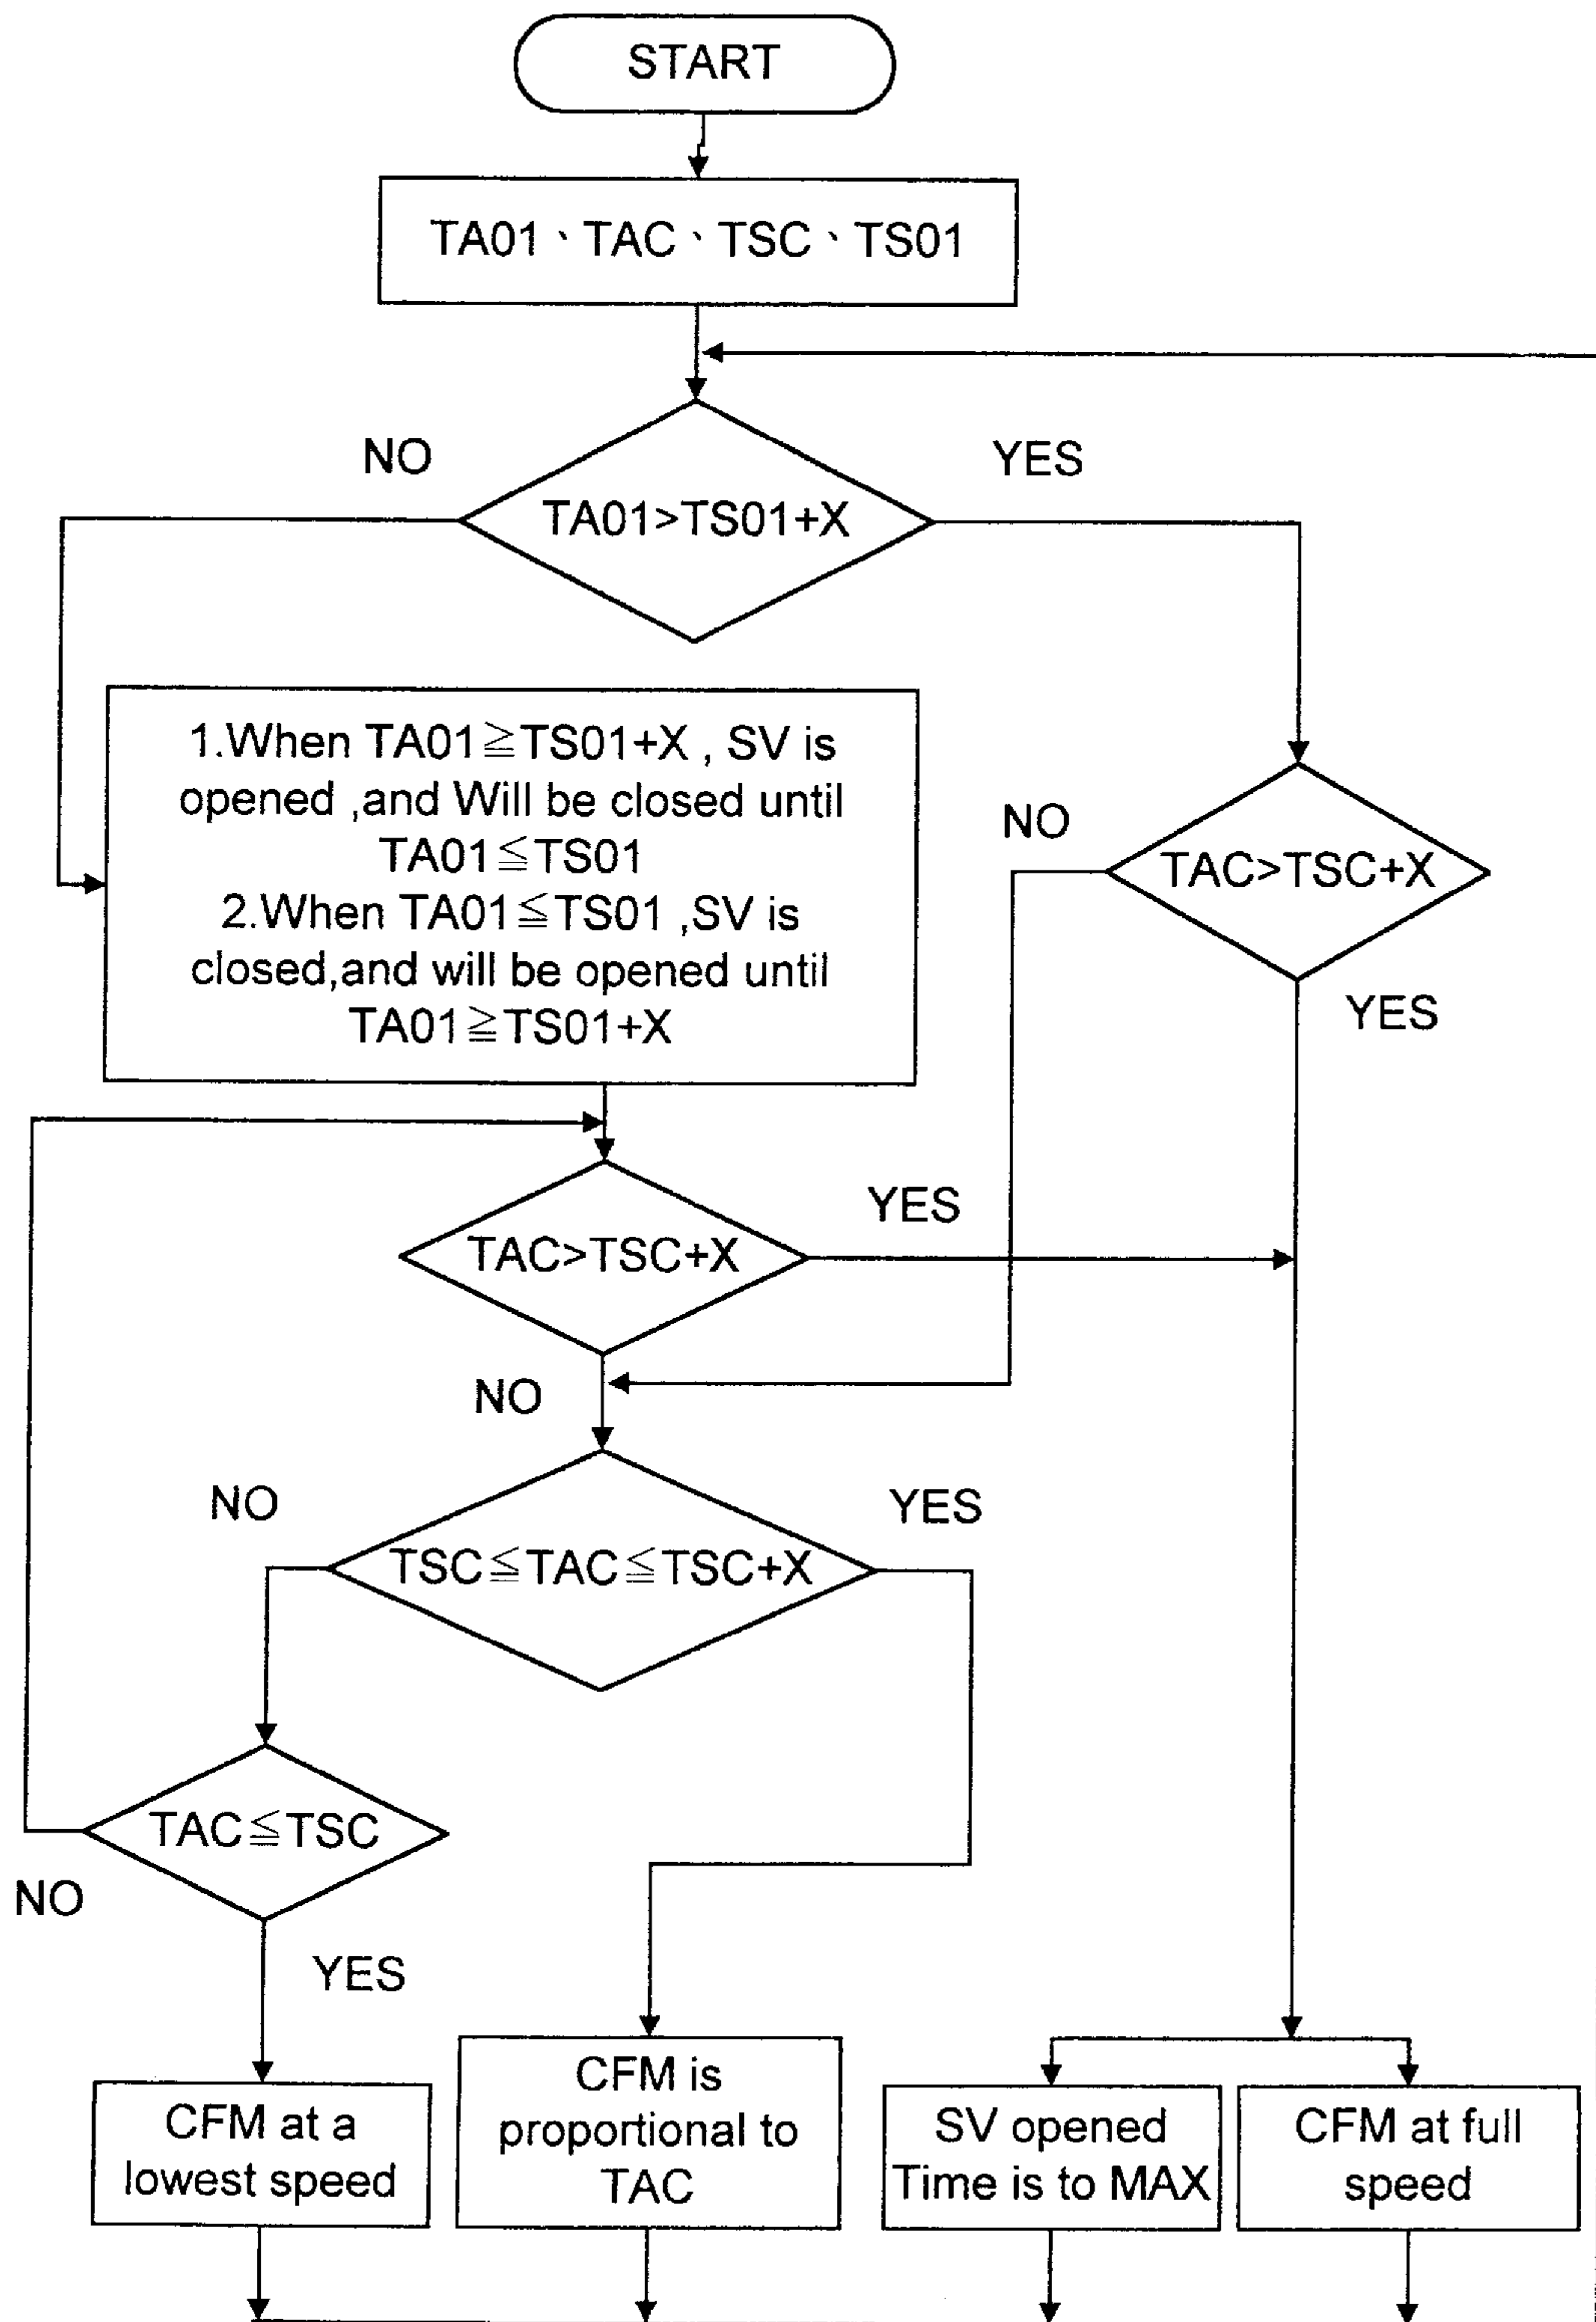 START
TA01、TAC、TSC、TS01
NO
YES
TA01>TS01+X
1.When TA01≧TS01+X , SV is
opened ,and Will be closed until
TA01≦TS01
2.When TA01≦TS01 ,SV is
closed,and will be opened until
TA01≧TS01+X
NO
TAC>TSC+X
YES
YES
TAC>TSC+X
NO
NO
YES
TSC≦TAC≦TSC+X
TAC≦TSC
NO
YES
CFM at a
lowest speed
CFM is
proportional to
TAC
SV opened
Time is to MAX
CFM at full
speed